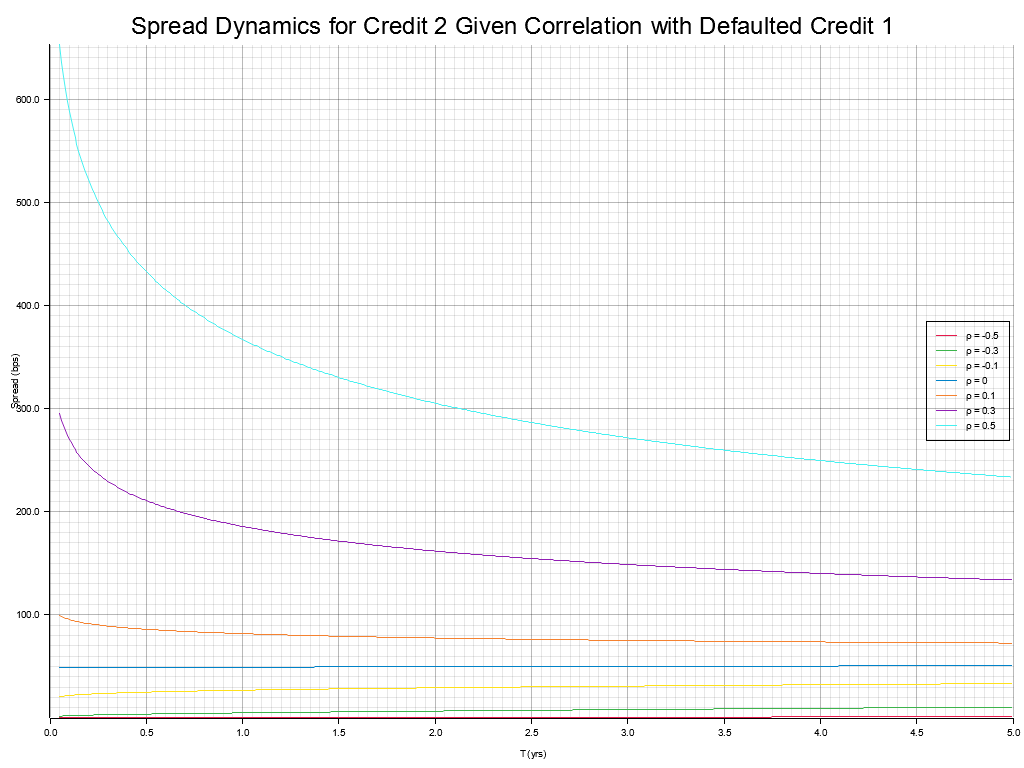 Spread Dynamics for Credit 2 Given Correlation with Defaulted Credit 1
600.0
500.0
400.0
300.0
200.0
100.0
Spread (bps)
ρ = -0.5
ρ = -0.3
ρ = -0.1
ρ = 0
ρ = 0.1
ρ = 0.3
ρ = 0.5
0.0 0.5 1.0 1.5 2.0 2.5 3.0 3.5 4.0 4.5 5.0
T (yrs)